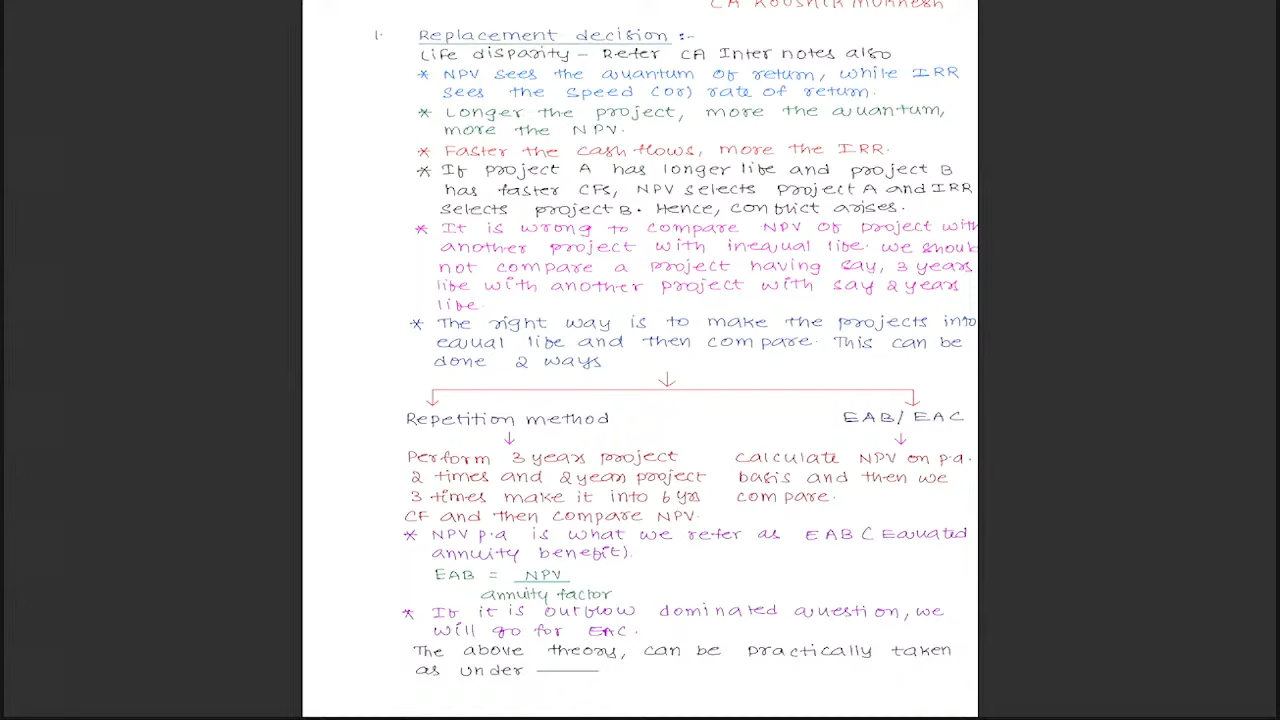 CA Koushik Mukhesh
1. Replacement decision :-
Life disparity - Refer CA Inter notes also
* NPV sees the quantum of return, while IRR
sees the speed (or) rate of return.
* Longer the project, more the quantum,
more the NPV.
* Faster the cash flows, more the IRR.
* If project A has longer life and project B
has faster CFs, NPV selects project A and IRR
selects project B. Hence, conflict arises.
* It is wrong to compare NPV of project with
another project with inequal life. We shoul
not compare a project having say, 3 years
life with another project with say 2 years
life.
* The right way is to make the projects into
equal life and then compare. This can be
done 2 ways
Repetition method
EAB/EAC
Perform 3 years project
2 times and 2 year project
3 times make it into 6 yrs
CF and then compare NPV.
Calculate NPV on p.a.
basis and then we
compare.
* NPV p.a is what we refer as EAB (Equated
annuity benefit).
EAB = NPV
annuity factor
* If it is outflow dominated question, we
will go for EAC.
The above theory, can be practically taken
as under